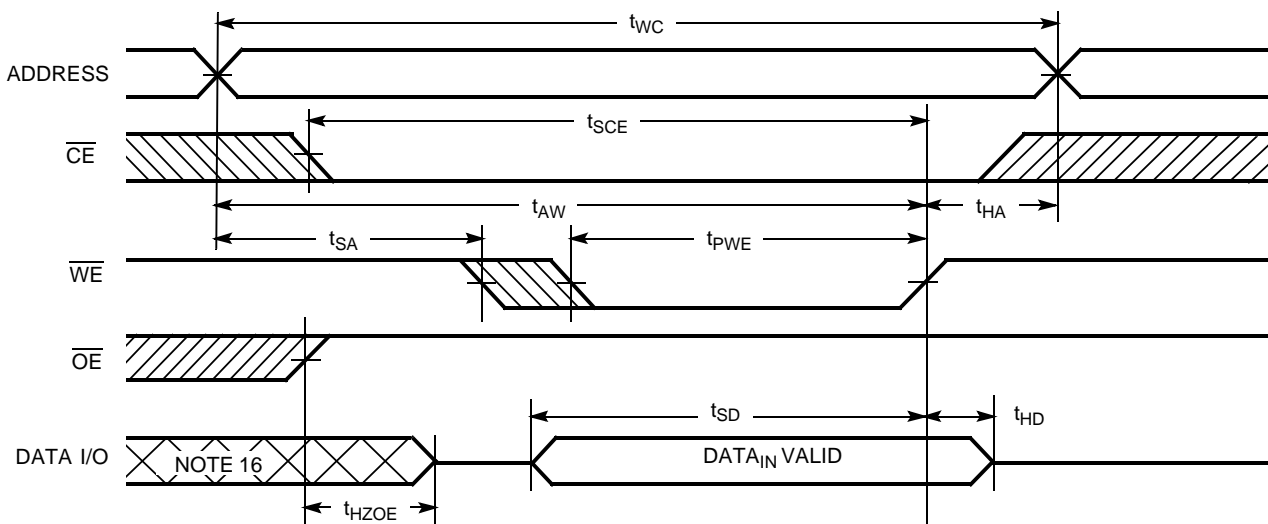 tWC
ADDRESS
tSCE
CE
tAW
tHA
tSA
tPWE
WE
OE
tSD
tHD
DATA I/O
NOTE 16
DATAIN VALID
tHZOE